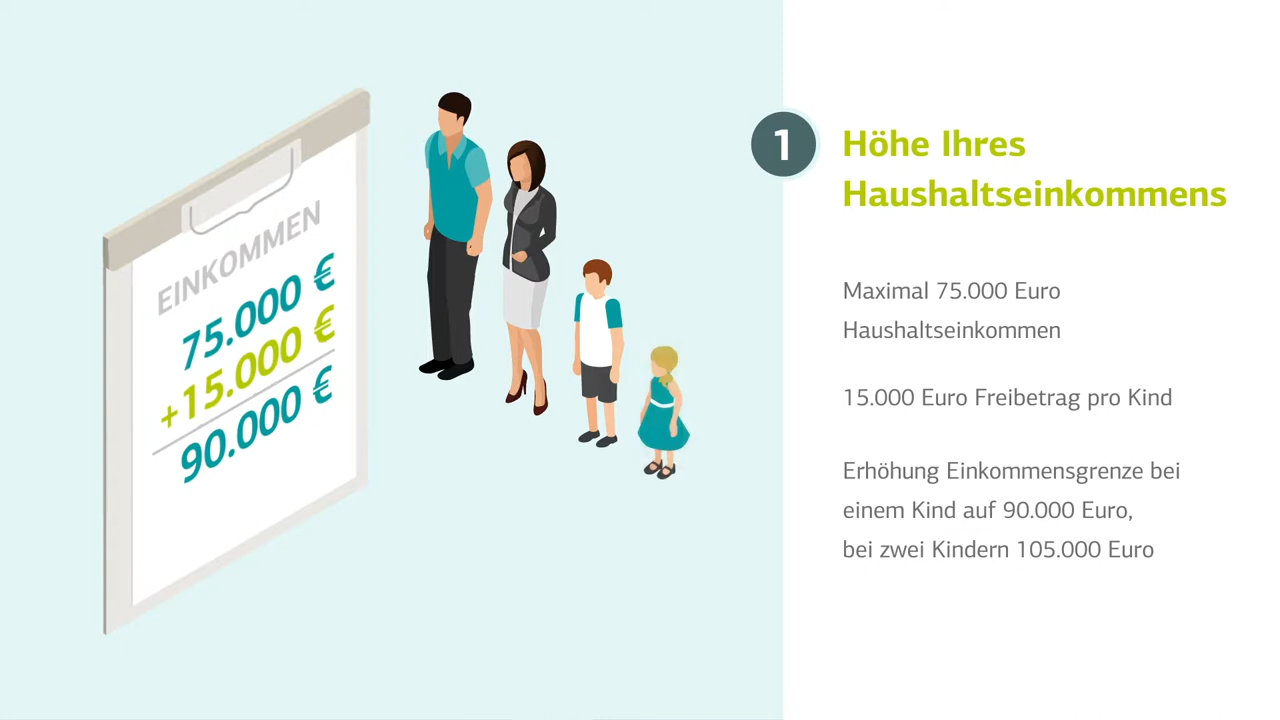 EINKOMMEN
75.000 €
+15.000 €
90.000 €
1
Höhe Ihres
Haushaltseinkommens
Maximal 75.000 Euro
Haushaltseinkommen
15.000 Euro Freibetrag pro Kind
Erhöhung Einkommensgrenze bei
einem Kind auf 90.000 Euro,
bei zwei Kindern 105.000 Euro